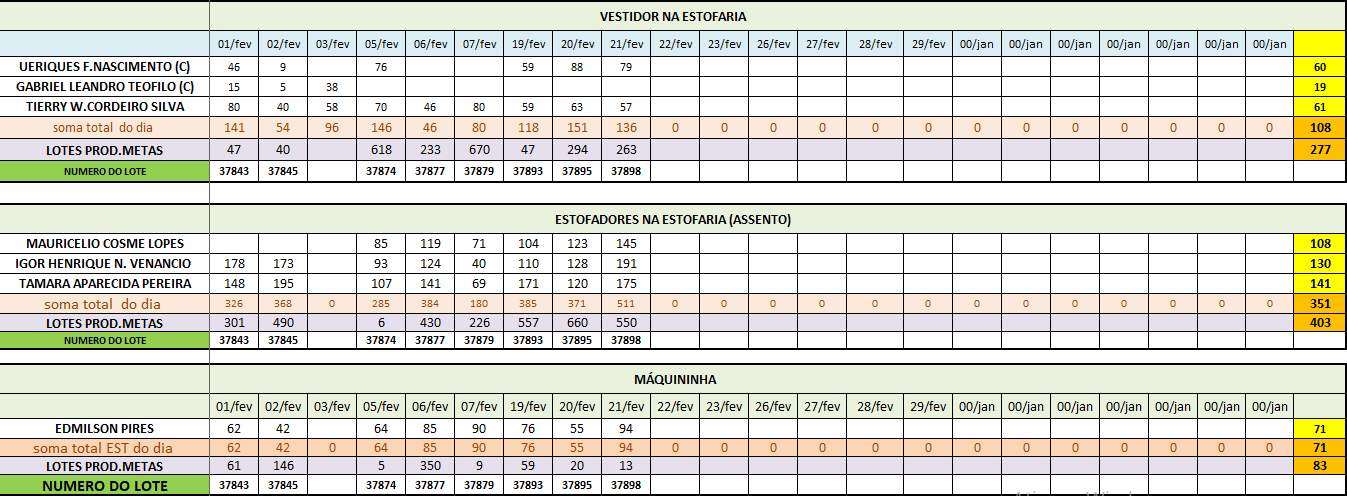 VESTIDOR NA ESTOFARIA
01/fev 02/fev 03/fev 05/fev 06/fev 07/fev 19/fev 20/fev 21/fev 22/fev 23/fev 26/fev 27/fev 28/fev 29/fev 00/jan 00/jan 00/jan 00/jan 00/jan 00/jan 00/jan
UERIQUES F.NASCIMENTO (C) 46 9 76 59 88 79 60
GABRIEL LEANDRO TEOFILO (C) 15 5 38 19
TIERRY W.CORDEIRO SILVA 80 40 58 70 46 80 59 63 57 61
soma total do dia 141 54 96 146 46 80 118 151 136 0 0 0 0 0 0 0 0 0 0 0 0 0 108
LOTES PROD.METAS 47 40 618 233 670 47 294 263 277
NUMERO DO LOTE 37843 37845 37874 37877 37879 37893 37895 37898
ESTOFADORES NA ESTOFARIA (ASSENTO)
MAURICELIO COSME LOPES 85 119 71 104 123 145 108
IGOR HENRIQUE N. VENANCIO 178 173 93 124 40 110 128 191 130
TAMARA APARECIDA PEREIRA 148 195 107 141 69 171 120 175 141
soma total do dia 326 368 0 285 384 180 385 371 511 0 0 0 0 0 0 0 0 0 0 0 0 0 351
LOTES PROD.METAS 301 490 6 430 226 557 660 550 403
NUMERO DO LOTE 37843 37845 37874 37877 37879 37893 37895 37898
MÁQUININHA
01/fev 02/fev 03/fev 05/fev 06/fev 07/fev 19/fev 20/fev 21/fev 22/fev 23/fev 26/fev 27/fev 28/fev 29/fev 00/jan 00/jan 00/jan 00/jan 00/jan 00/jan 00/jan
EDMILSON PIRES 62 42 64 85 90 76 55 94 71
soma total EST do dia 62 42 0 64 85 90 76 55 94 0 0 0 0 0 0 0 0 0 0 0 0 0 71
LOTES PROD.METAS 61 146 5 350 9 59 20 13 83
NUMERO DO LOTE 37843 37845 37874 37877 37879 37893 37895 37898